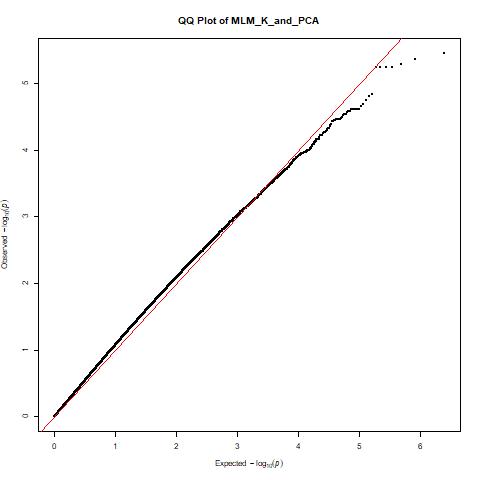 QQ Plot of MLM_K_and_PCA
Observed −log₁₀(p)
5
4
3
2
1
0
0 1 2 3 4 5 6
Expected −log₁₀(p)